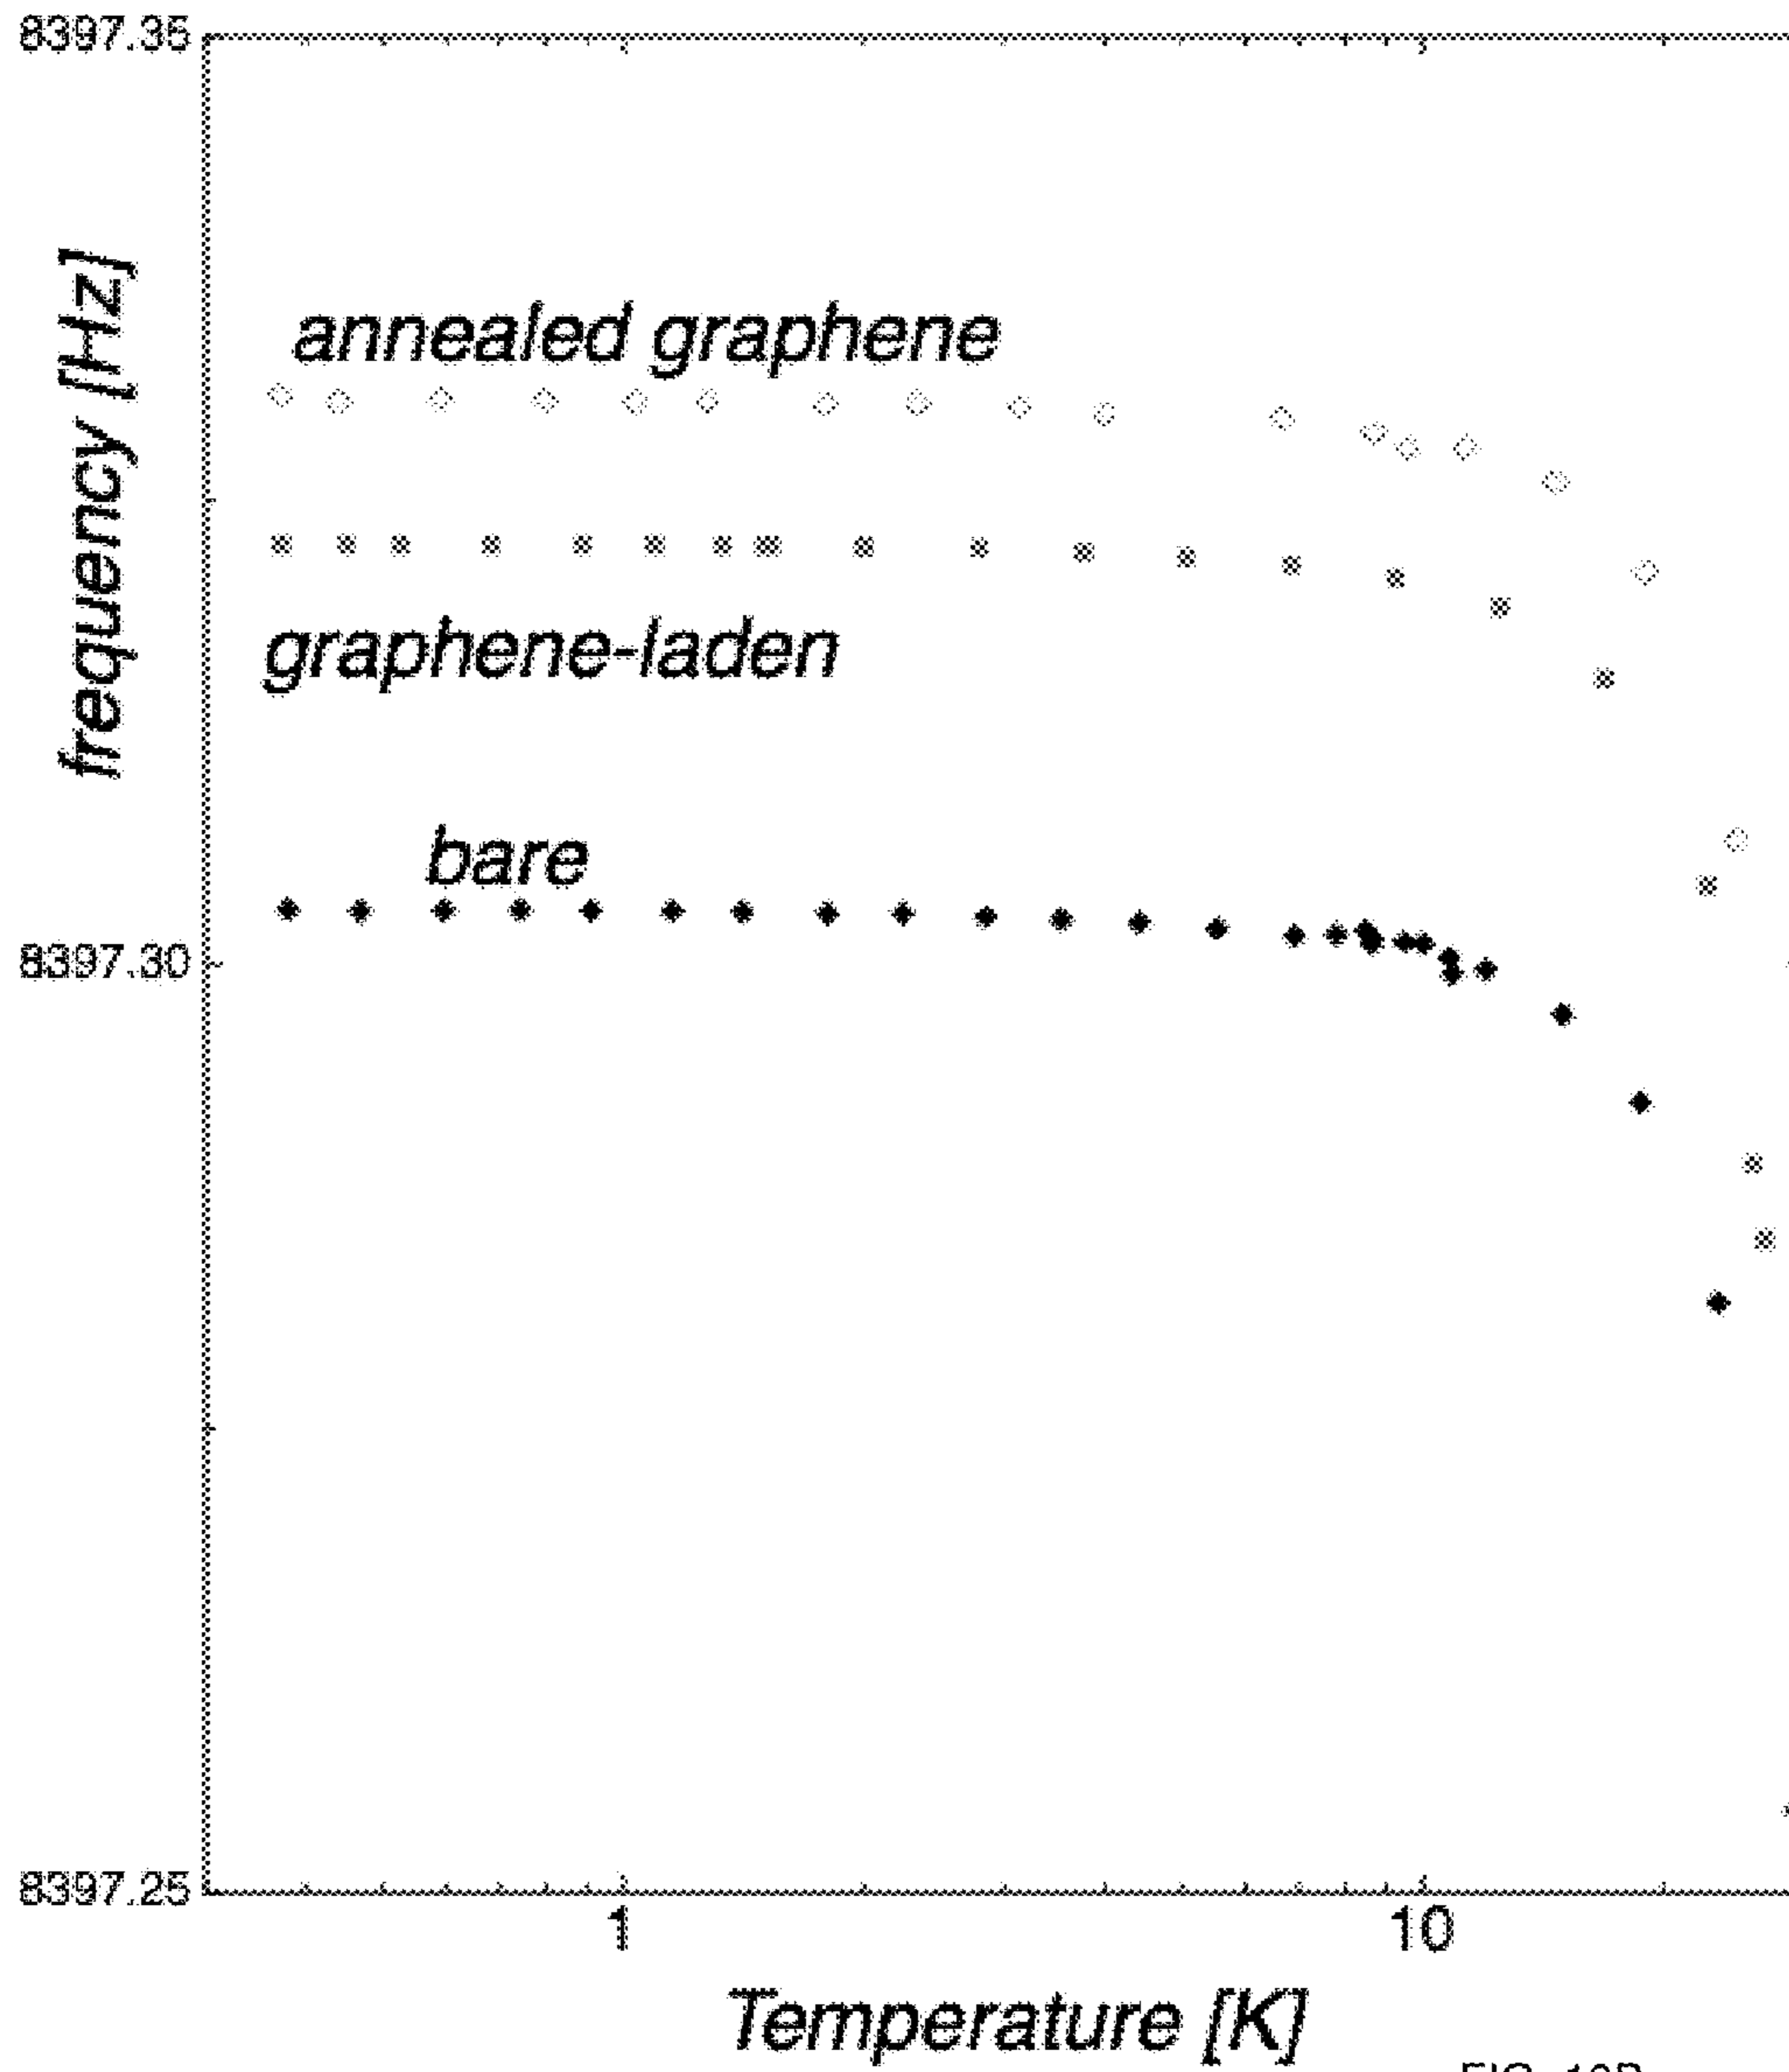 8397.35
frequency [Hz]
annealed graphene
graphene-laden
bare
8397.30
8397.25
1
10
Temperature [K]